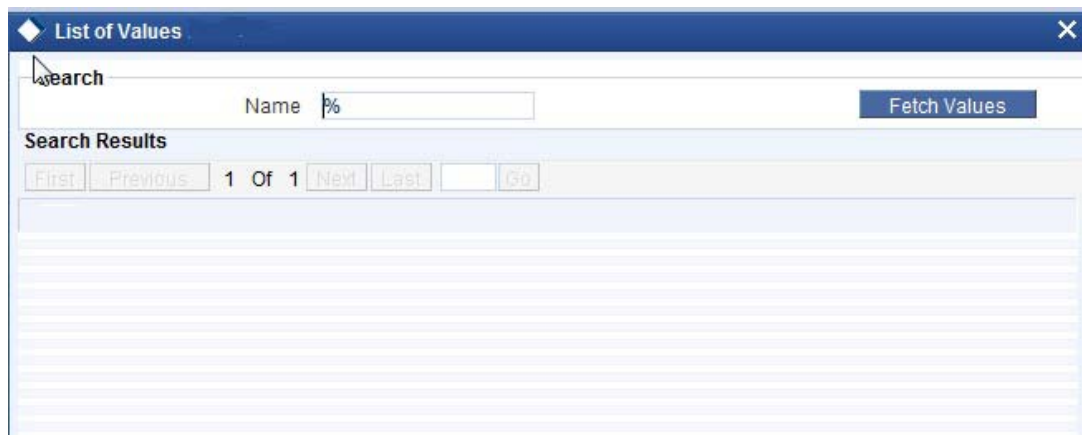 List of Values
Search
Name %
Fetch Values
Search Results
First Previous 1 Of 1 Next Last Go